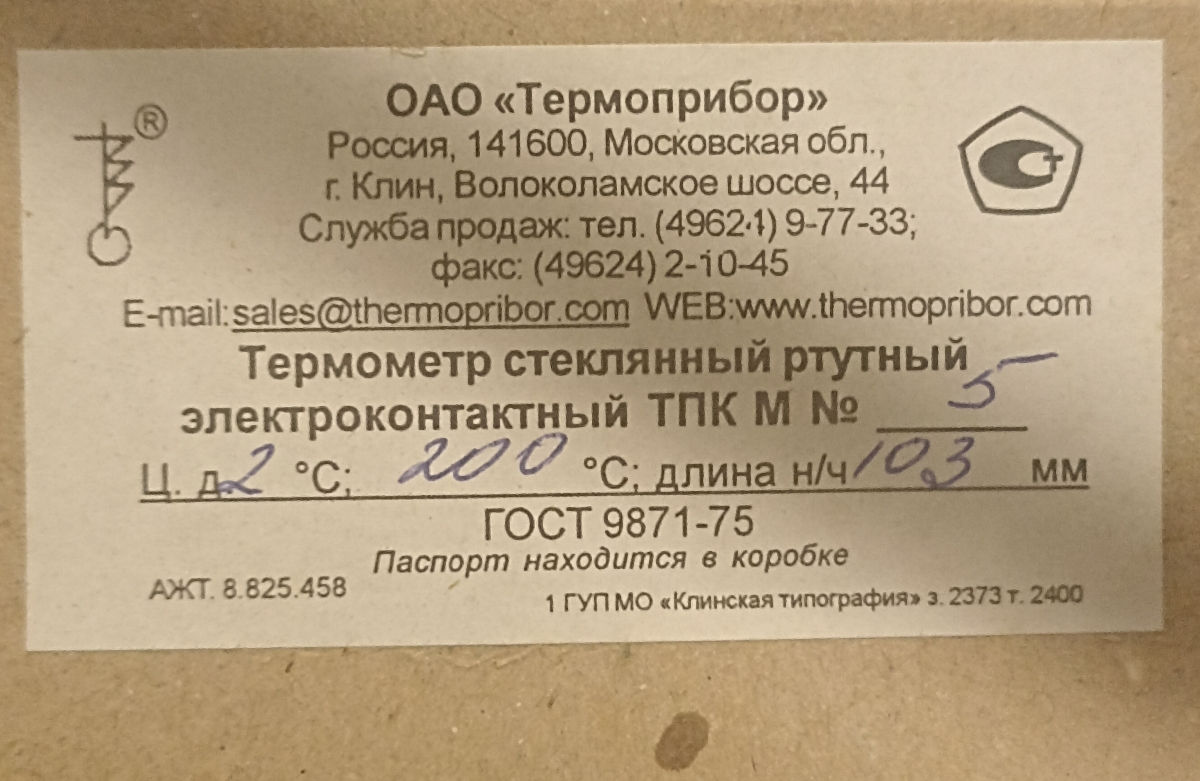 ®
ОАО «Термоприбор»
Россия, 141600, Московская обл.,
г. Клин, Волоколамское шоссе, 44
Служба продаж: тел. (49624) 9-77-33;
факс: (49624) 2-10-45
E-mail:sales@thermopribor.com WEB:www.thermopribor.com
Термометр стеклянный ртутный
электроконтактный ТПК М № 5
Ц. д. 2 °С; 200 °С; длина н/ч 103 мм
ГОСТ 9871-75
Паспорт находится в коробке
АЖТ. 8.825.458
1 ГУП МО «Клинская типография» з. 2373 т. 2400